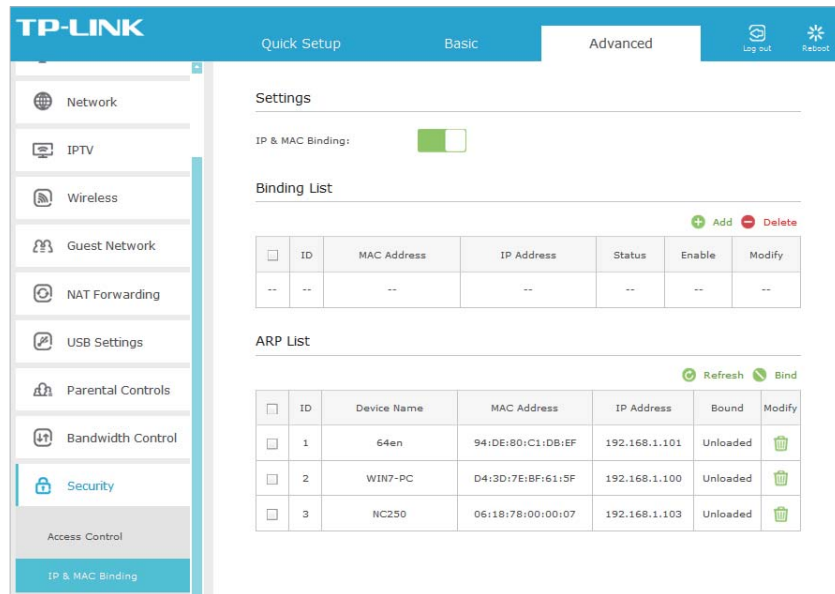 TP-LINK
Quick Setup Basic Advanced Log out Reboot
Network
IPTV
Wireless
Guest Network
NAT Forwarding
USB Settings
Parental Controls
Bandwidth Control
Security
Access Control
IP & MAC Binding
Settings
IP & MAC Binding:
Binding List
Add Delete
ID MAC Address IP Address Status Enable Modify
-- -- -- -- -- -- --
ARP List
Refresh Bind
ID Device Name MAC Address IP Address Bound Modify
1 64en 94:DE:80:C1:DB:EF 192.168.1.101 Unloaded
2 WIN7-PC D4:3D:7E:BF:61:5F 192.168.1.100 Unloaded
3 NC250 06:18:78:00:00:07 192.168.1.103 Unloaded